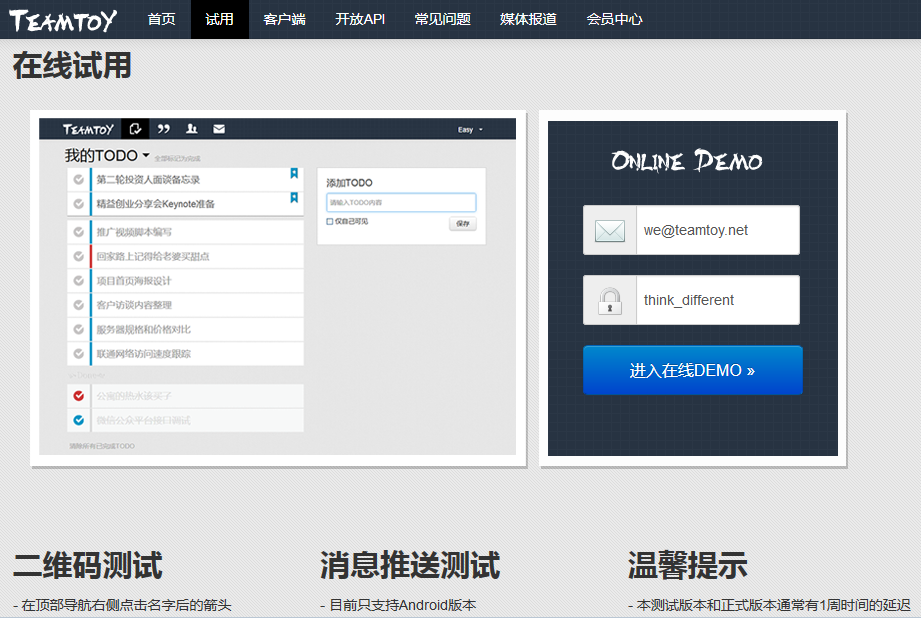 TEAMTOY 首页 试用 客户端 开放API 常见问题 媒体报道 会员中心
在线试用
TEAMTOY Easy
我的TODO 全部标记为完成
第二轮投资人面谈备忘录
精益创业分享会Keynote准备
推广视频脚本编写
回家路上记得给老婆买甜点
项目首页海报设计
客户访谈内容整理
服务器规格和价格对比
联通网络访问速度跟踪
微信公众平台接口调试
清除所有已完成TODO
添加TODO
请输入TODO内容
仅自己可见 保存
ONLINE DEMO
we@teamtoy.net
think_different
进入在线DEMO »
二维码测试
- 在顶部导航右侧点击名字后的箭头
消息推送测试
- 目前只支持Android版本
温馨提示
- 本测试版本和正式版本通常有1周时间的延迟